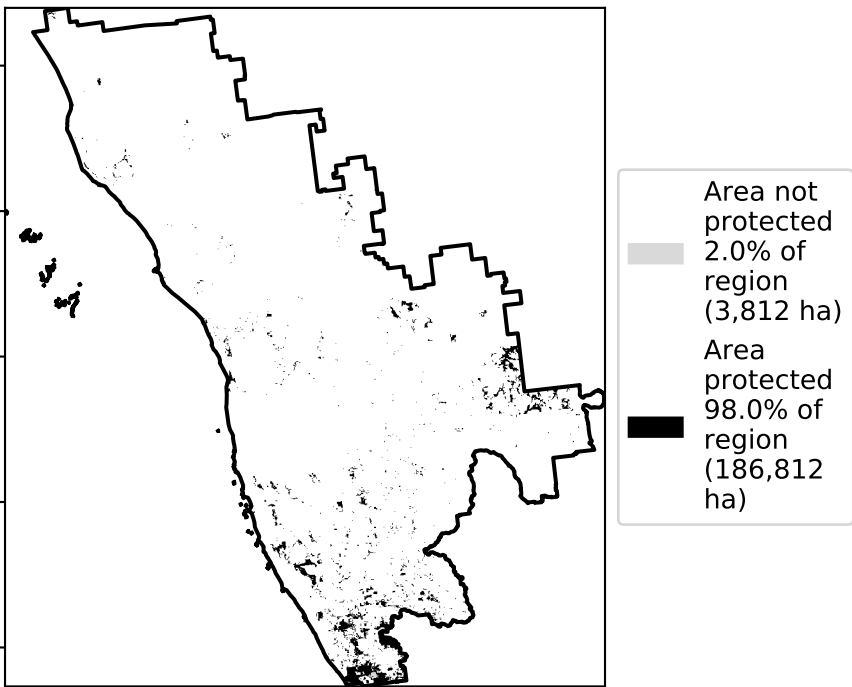 Area not
protected
2.0% of
region
(3,812 ha)
Area
protected
98.0% of
region
(186,812
ha)